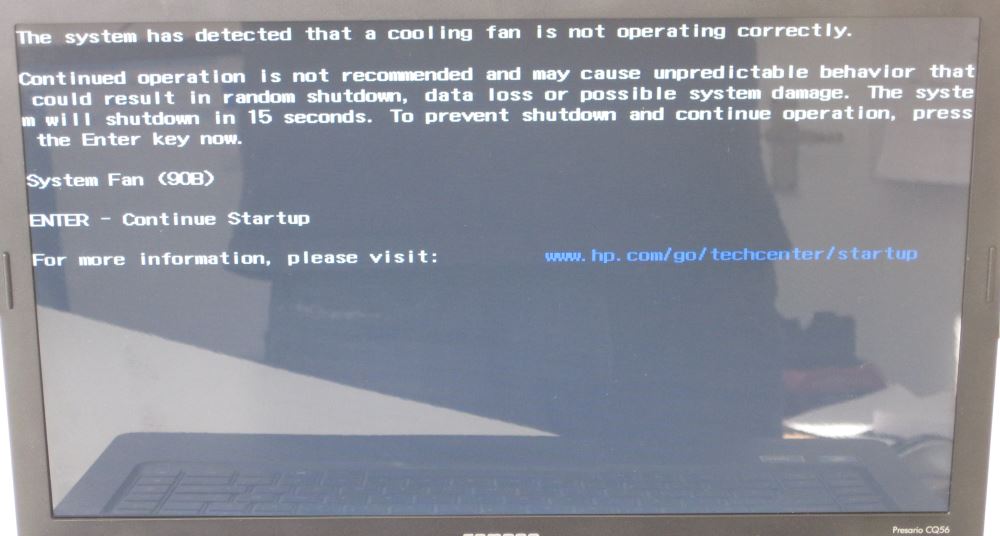 The system has detected that a cooling fan is not operating correctly.
Continued operation is not recommended and may cause unpredictable behavior that
could result in random shutdown, data loss or possible system damage. The syste
m will shutdown in 15 seconds. To prevent shutdown and continue operation, press
the Enter key now.
System Fan (90B)
ENTER - Continue Startup
For more information, please visit: www.hp.com/go/techcenter/startup
Presario CQ56